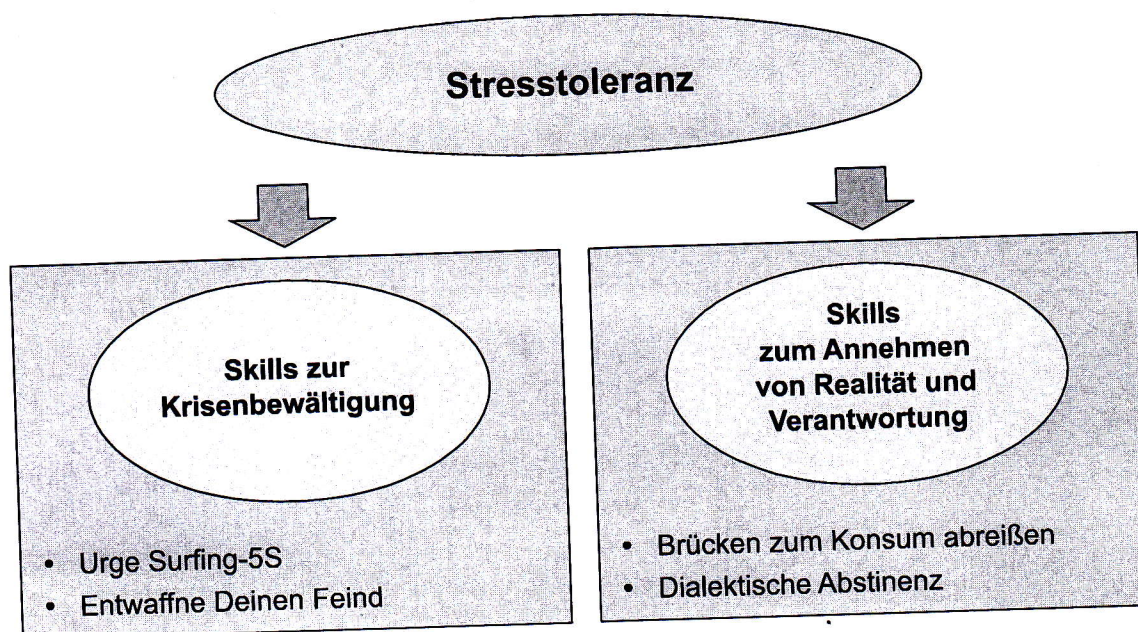 Stresstoleranz
Skills zur
Krisenbewältigung
• Urge Surfing-5S
• Entwaffne Deinen Feind
Skills
zum Annehmen
von Realität und
Verantwortung
• Brücken zum Konsum abreißen
• Dialektische Abstinenz